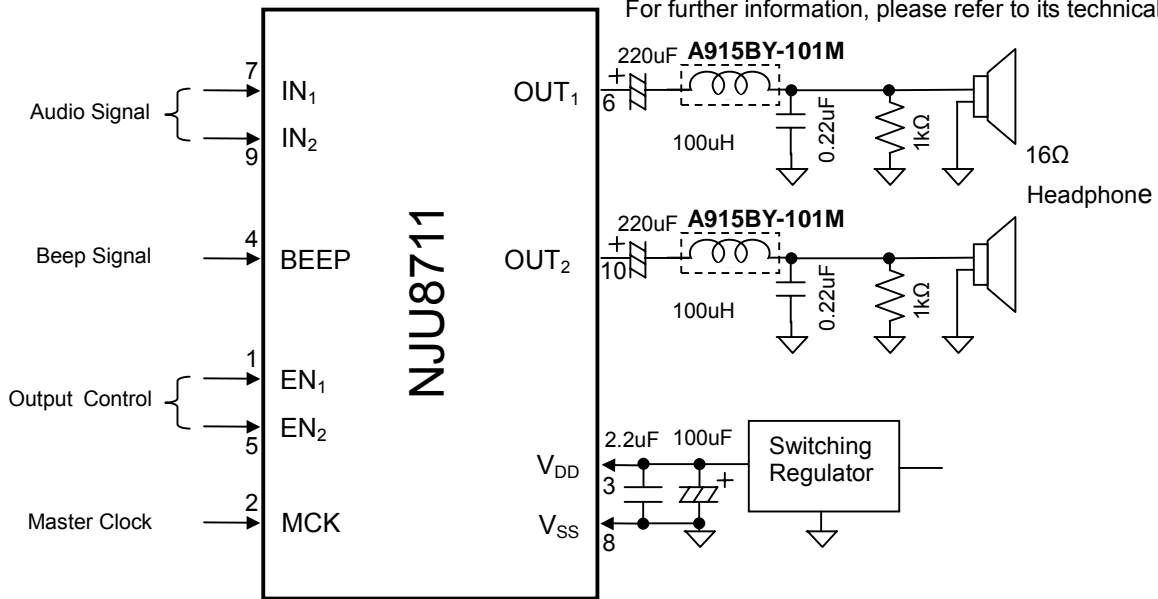 For further information, please refer to its technical
220uF
A915BY-101M
7
IN₁
OUT₁
+
6
Audio Signal
100uH
0.22uF
1kΩ
16Ω
IN₂
9
Headphone
220uF
A915BY-101M
4
Beep Signal
BEEP
NJU8711
OUT₂
+
10
100uH
0.22uF
1kΩ
1
EN₁
Output Control
EN₂
5
2.2uF
100uF
Switching
Regulator
V_DD
3
+
2
Master Clock
MCK
V_SS
8